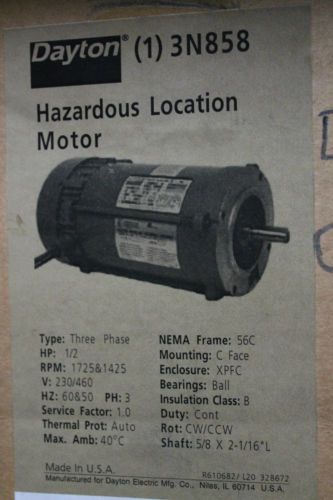 Dayton® (1) 3N858
Hazardous Location
Motor
Type: Three Phase
HP: 1/2
RPM: 1725&1425
V: 230/460
HZ: 60&50 PH: 3
Service Factor: 1.0
Thermal Prot: Auto
Max. Amb: 40°C
NEMA Frame: 56C
Mounting: C Face
Enclosure: XPFC
Bearings: Ball
Insulation Class: B
Duty: Cont
Rot: CW/CCW
Shaft: 5/8 X 2-1/16"L
Made In U.S.A.
R610682/ L20 328672
Manufactured for Dayton Electric Mfg. Co., Niles, IL 60714 U.S.A.